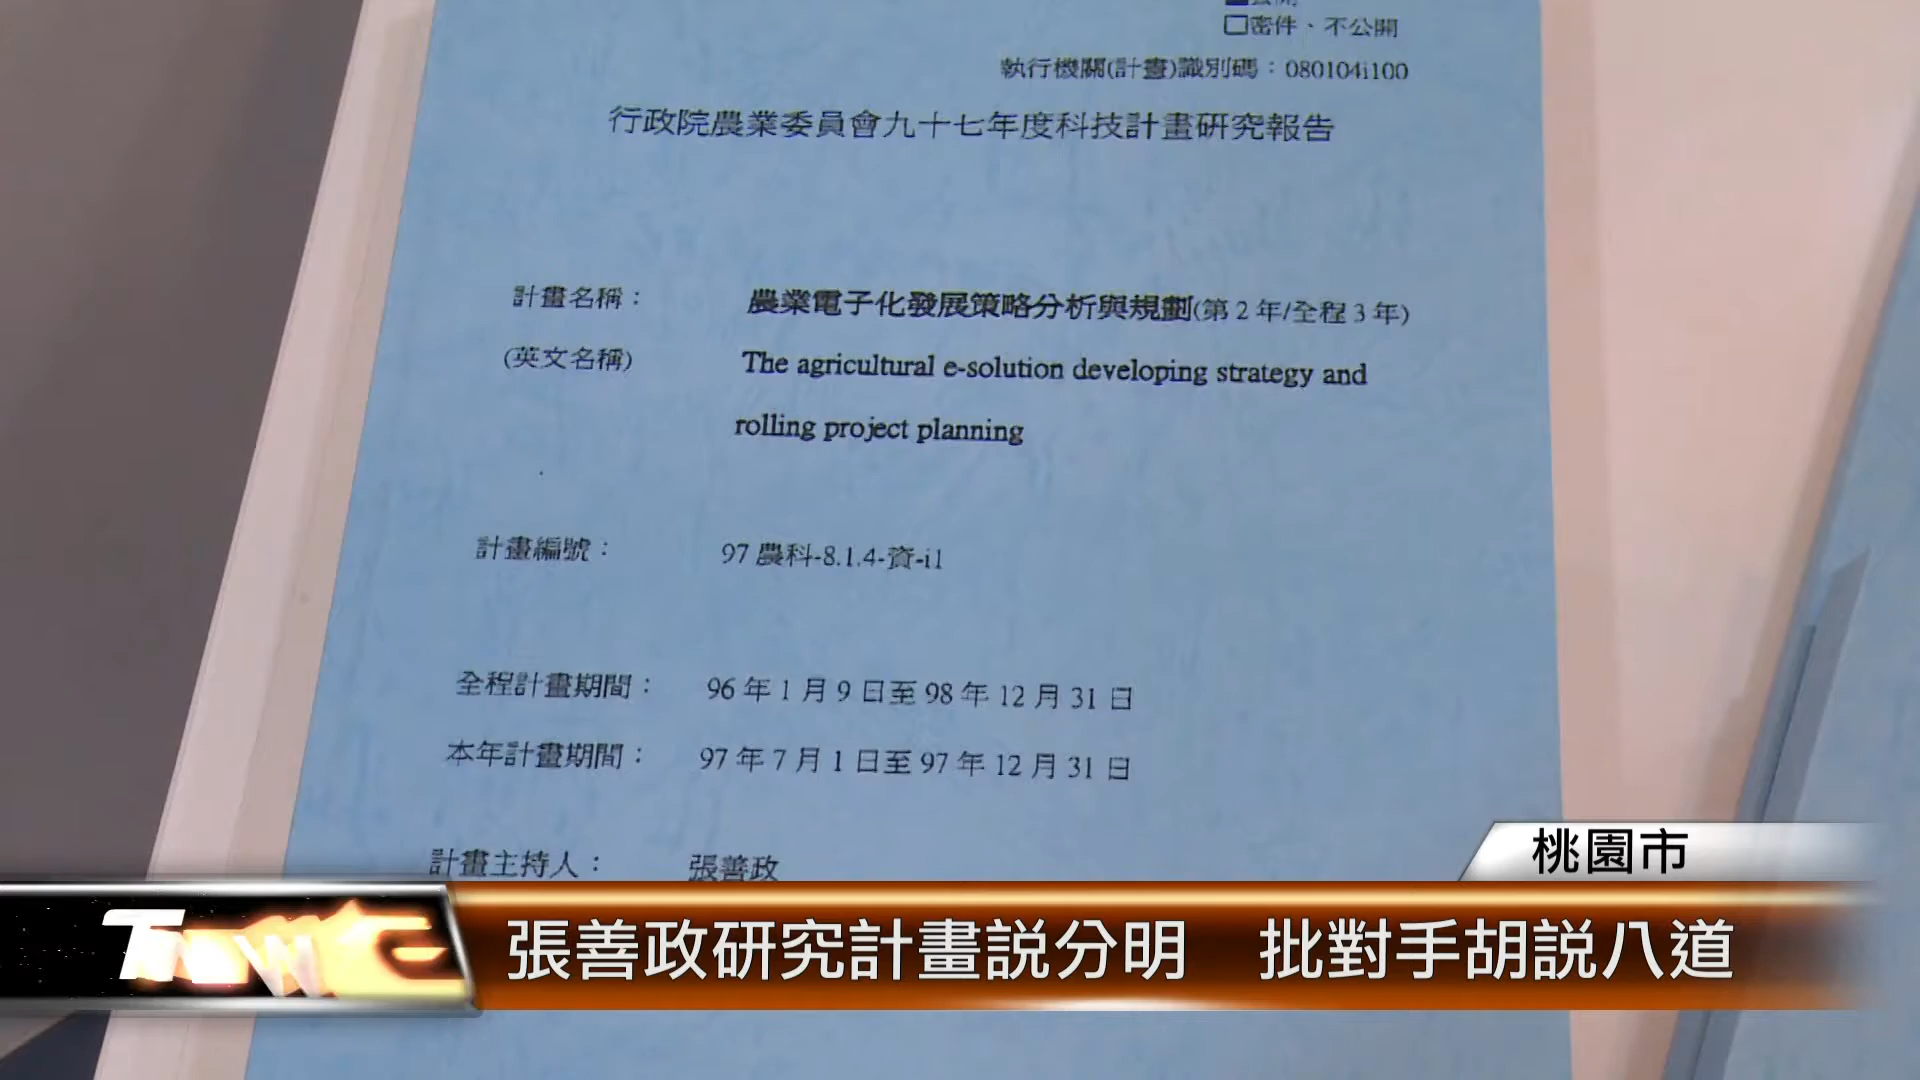 公開
□密件、不公開
執行機關(計畫)識別碼：080104i100
行政院農業委員會九十七年度科技計畫研究報告
計畫名稱： 農業電子化發展策略分析與規劃(第 2 年/全程 3 年)
(英文名稱) The agricultural e-solution developing strategy and
rolling project planning
計畫編號： 97 農科-8.1.4-資-i1
全程計畫期間： 96 年 1 月 9 日至 98 年 12 月 31 日
本年計畫期間： 97 年 7 月 1 日至 97 年 12 月 31 日
計畫主持人： 張善政
桃園市
張善政研究計畫説分明 批對手胡説八道